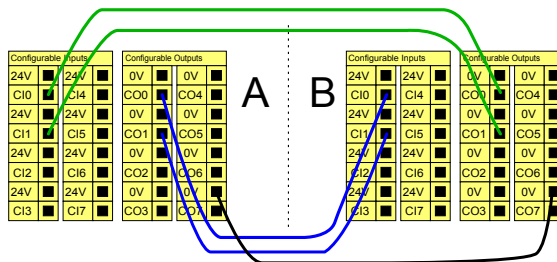 A B
Configurable Inputs Configurable Outputs Configurable Inputs Configurable Outputs
24V 24V 0V 0V 24V 24V 0V 0V
CI0 CI4 CO0 CO4 CI0 CI4 CO0 CO4
24V 24V 0V 0V 24V 24V 0V 0V
CI1 CI5 CO1 CO5 CI1 CI5 CO1 CO5
24V 24V 0V 0V 24V 24V 0V 0V
CI2 CI6 CO2 CO6 CI2 CI6 CO2 CO6
24V 24V 0V 0V 24V 24V 0V 0V
CI3 CI7 CO3 CO7 CI3 CI7 CO3 CO7